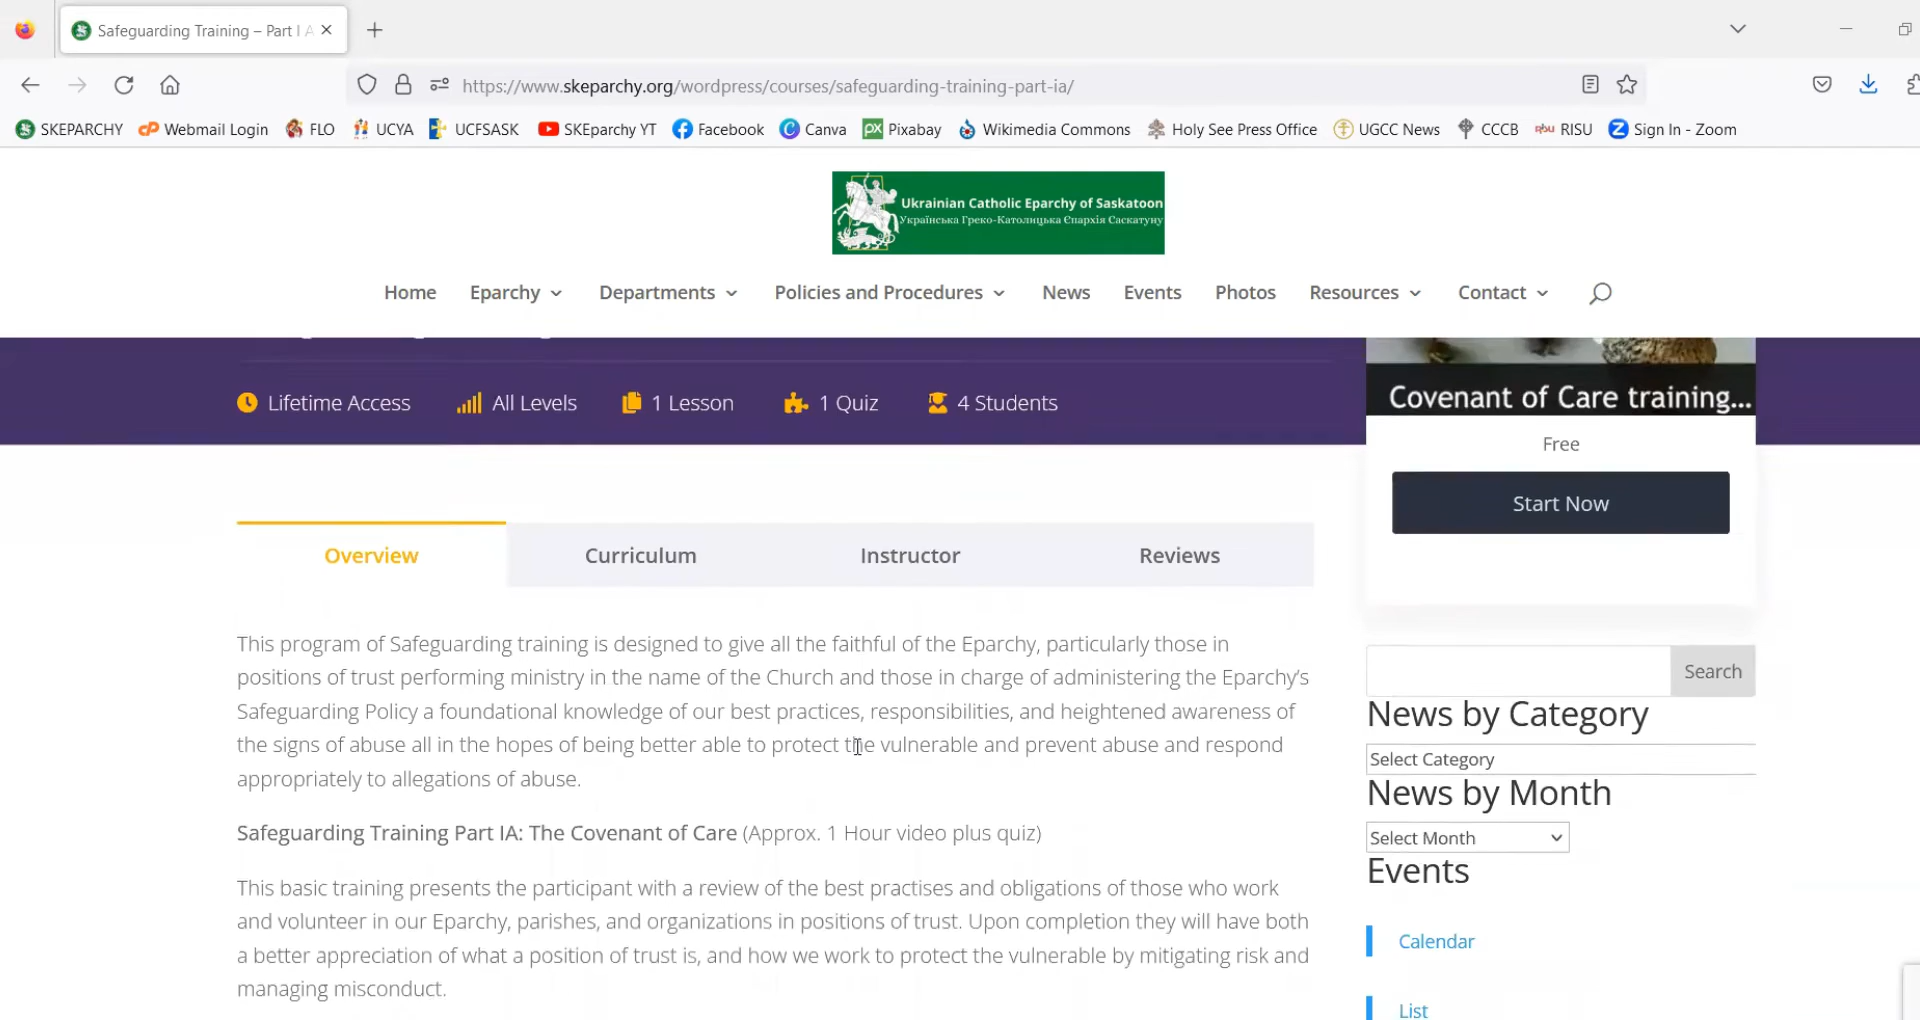 Safeguarding Training – Part I A
https://www.skeparchy.org/wordpress/courses/safeguarding-training-part-ia/
SKEPARCHY Webmail Login FLO UCYA UCFSASK SKEparchy YT Facebook Canva Pixabay Wikimedia Commons Holy See Press Office UGCC News CCCB RISU Sign In - Zoom
Ukrainian Catholic Eparchy of Saskatoon
Українська Греко-Католицька Єпархія Саскатуну
Home Eparchy Departments Policies and Procedures News Events Photos Resources Contact
Lifetime Access All Levels 1 Lesson 1 Quiz 4 Students
Covenant of Care training...
Free
Start Now
Overview Curriculum Instructor Reviews
This program of Safeguarding training is designed to give all the faithful of the Eparchy, particularly those in
positions of trust performing ministry in the name of the Church and those in charge of administering the Eparchy’s
Safeguarding Policy a foundational knowledge of our best practices, responsibilities, and heightened awareness of
the signs of abuse all in the hopes of being better able to protect the vulnerable and prevent abuse and respond
appropriately to allegations of abuse.
Safeguarding Training Part IA: The Covenant of Care (Approx. 1 Hour video plus quiz)
This basic training presents the participant with a review of the best practises and obligations of those who work
and volunteer in our Eparchy, parishes, and organizations in positions of trust. Upon completion they will have both
a better appreciation of what a position of trust is, and how we work to protect the vulnerable by mitigating risk and
managing misconduct.
Search
News by Category
Select Category
News by Month
Select Month
Events
Calendar
List